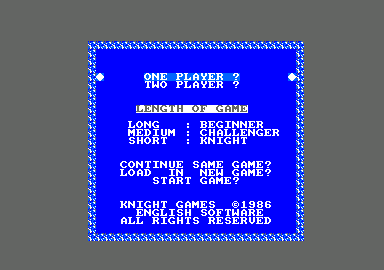 ONE PLAYER ?
TWO PLAYER ?
LENGTH OF GAME
LONG : BEGINNER
MEDIUM : CHALLENGER
SHORT : KNIGHT
CONTINUE SAME GAME?
LOAD IN NEW GAME?
START GAME?
KNIGHT GAMES ©1986
ENGLISH SOFTWARE
ALL RIGHTS RESERVED